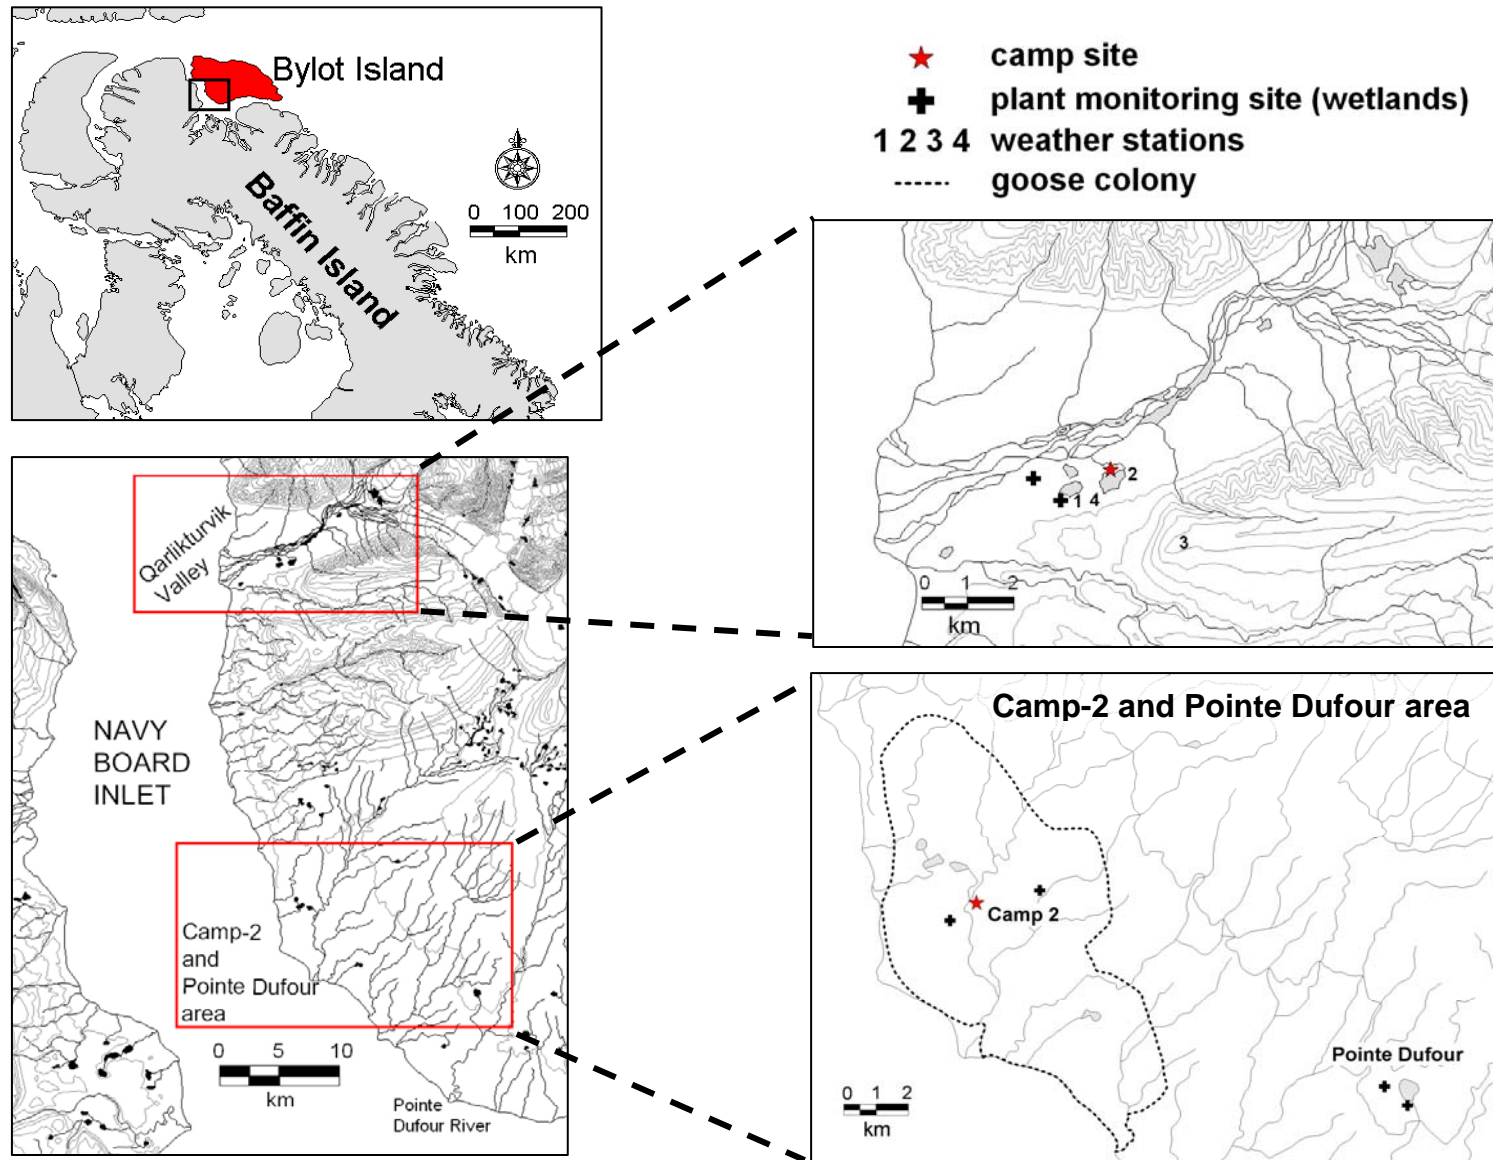 Bylot Island
Baffin Island
0 100 200
km
camp site
plant monitoring site (wetlands)
1 2 3 4 weather stations
goose colony
2
1 4
3
0 1 2
km
Qarlikturvik
Valley
NAVY
BOARD
INLET
Camp-2
and
Pointe Dufour
area
0 5 10
km
Pointe
Dufour River
Camp-2 and Pointe Dufour area
Camp 2
Pointe Dufour
0 1 2
km